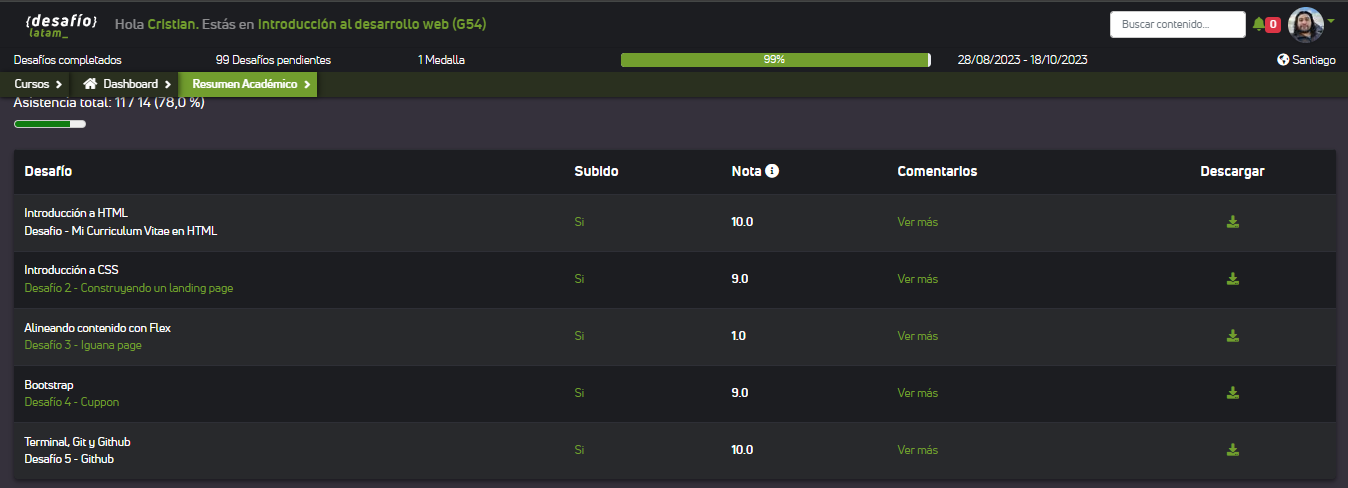 {desafío}
latam_
Hola Cristian. Estás en Introducción al desarrollo web (G54)
Buscar contenido...
0
Desafíos completados
99 Desafíos pendientes
1 Medalla
99%
28/08/2023 - 18/10/2023
Santiago
Cursos
Dashboard
Resumen Académico
Asistencia total: 11 / 14 (78,0 %)
Desafío Subido Nota Comentarios Descargar
Introducción a HTML
Desafio - Mi Curriculum Vitae en HTML
Si 10.0 Ver más
Introducción a CSS
Desafío 2 - Construyendo un landing page
Si 9.0 Ver más
Alineando contenido con Flex
Desafío 3 - Iguana page
Si 1.0 Ver más
Bootstrap
Desafío 4 - Cuppon
Si 9.0 Ver más
Terminal, Git y Github
Desafío 5 - Github
Si 10.0 Ver más